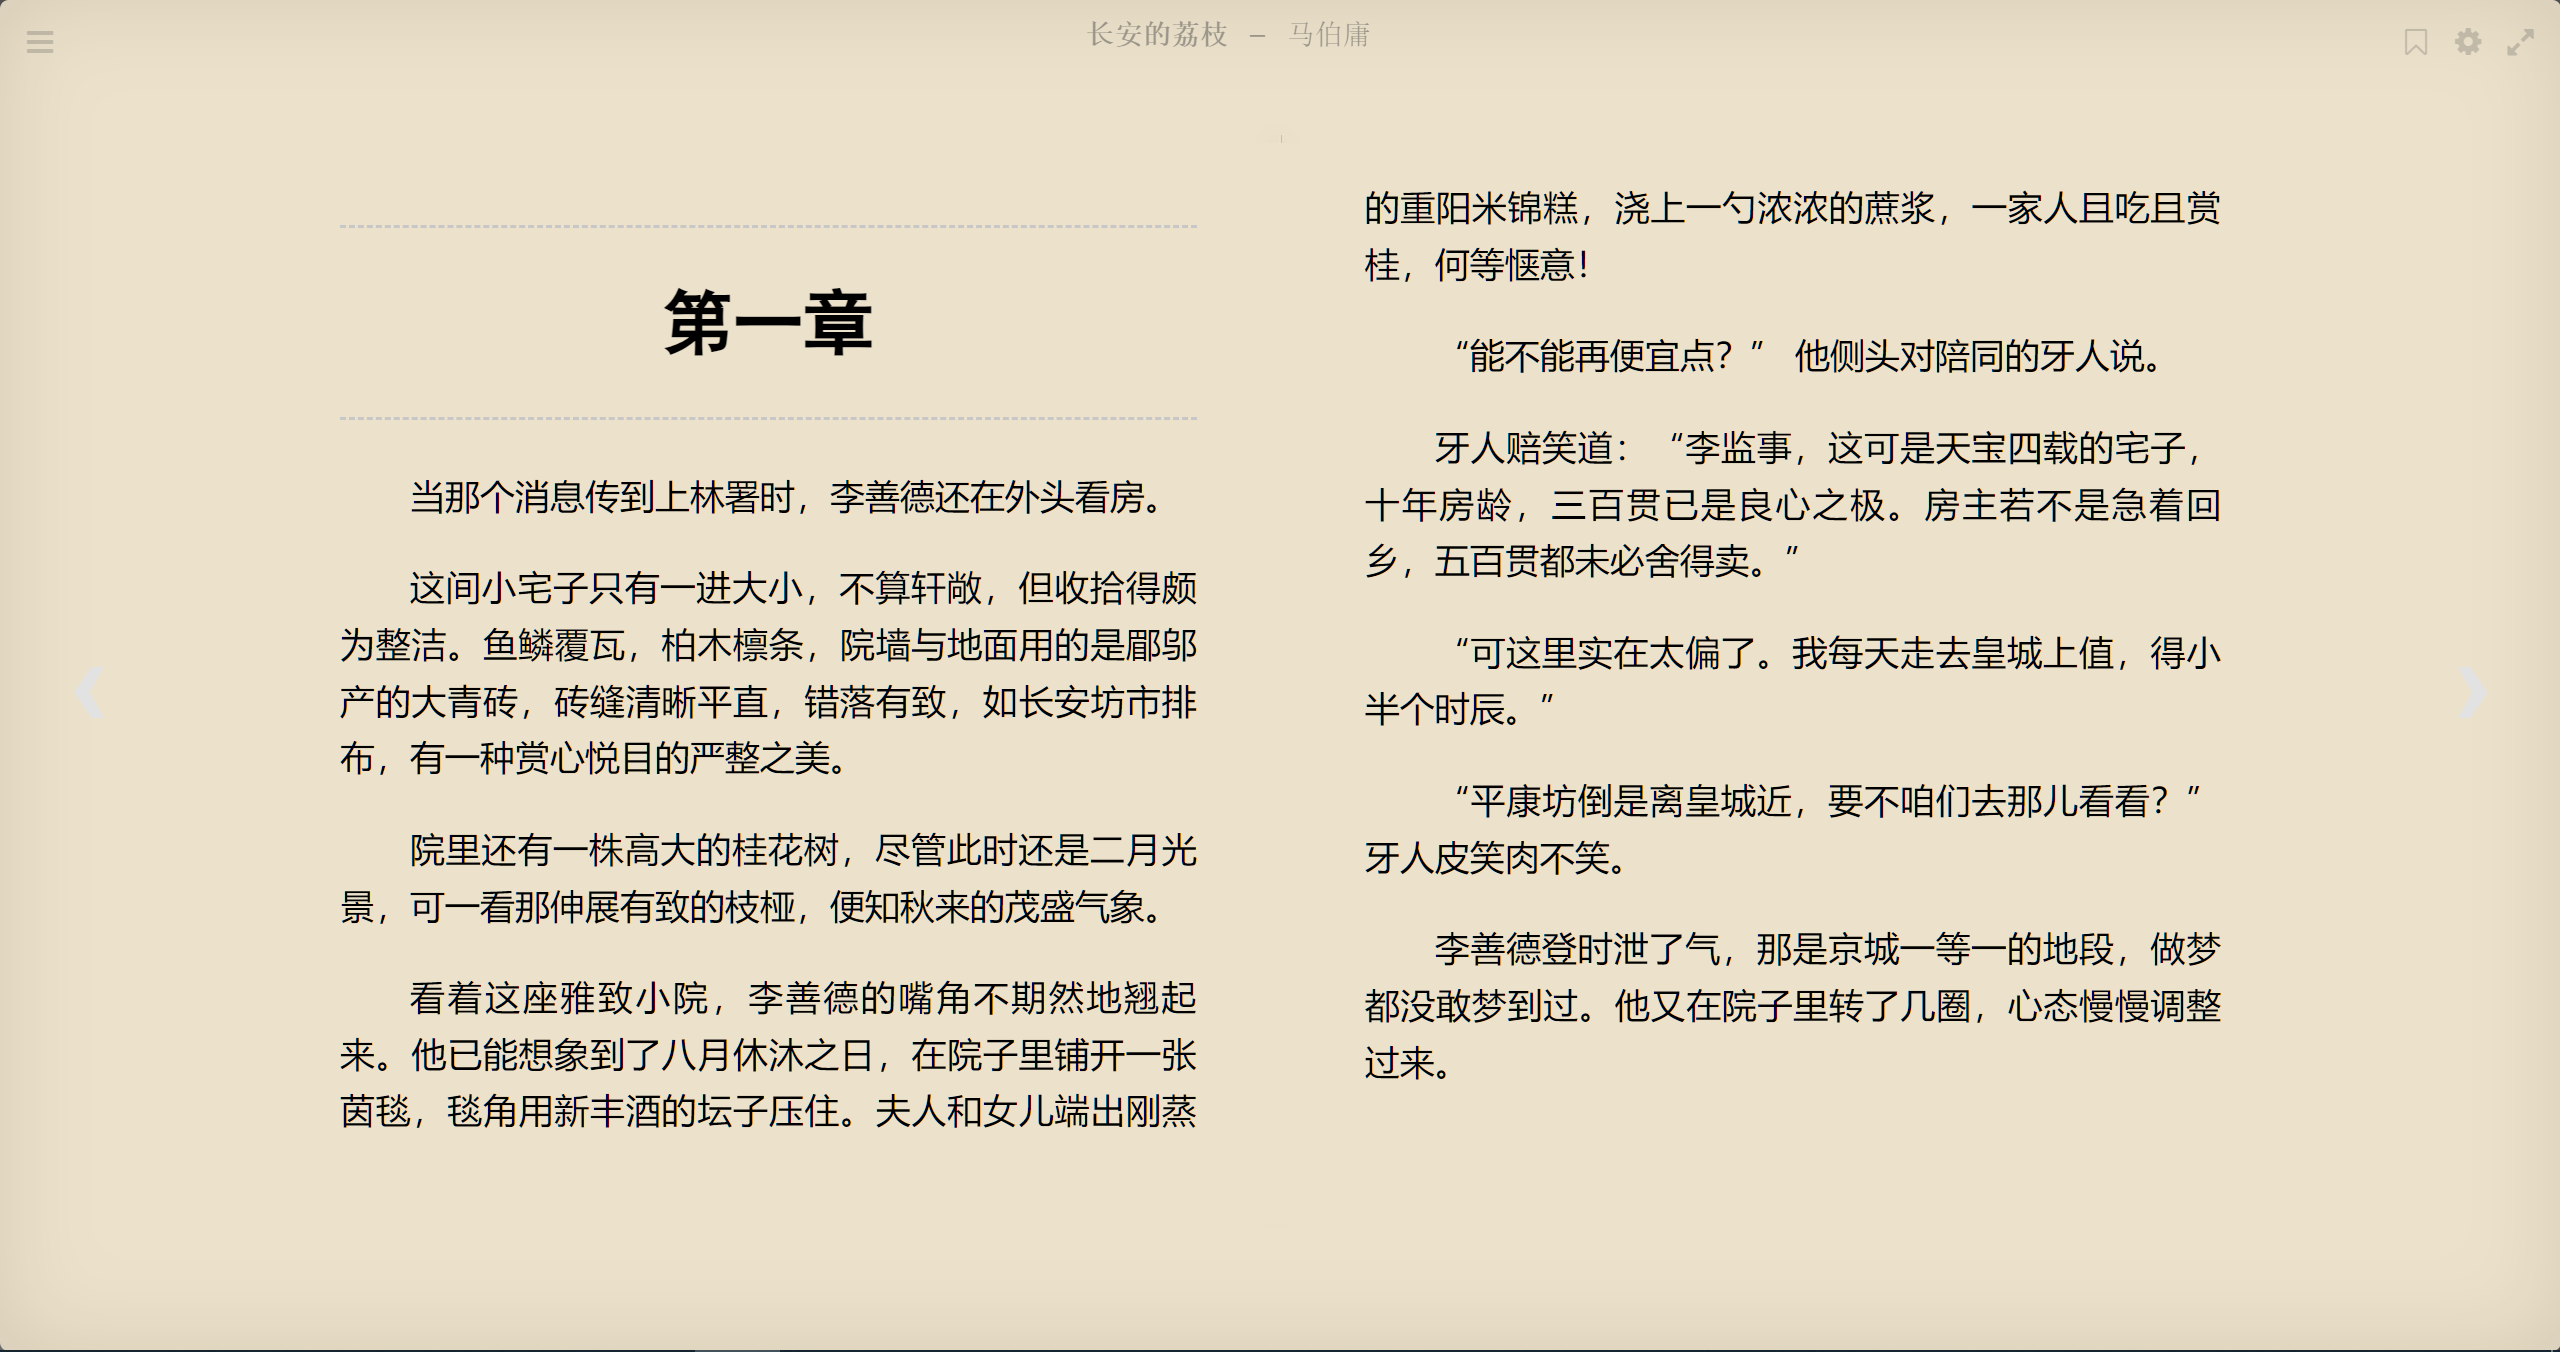 长安的荔枝 – 马伯庸
第一章
当那个消息传到上林署时，李善德还在外头看房。
这间小宅子只有一进大小，不算轩敞，但收拾得颇
为整洁。鱼鳞覆瓦，柏木檩条，院墙与地面用的是郿邬
产的大青砖，砖缝清晰平直，错落有致，如长安坊市排
布，有一种赏心悦目的严整之美。
院里还有一株高大的桂花树，尽管此时还是二月光
景，可一看那伸展有致的枝桠，便知秋来的茂盛气象。
看着这座雅致小院，李善德的嘴角不期然地翘起
来。他已能想象到了八月休沐之日，在院子里铺开一张
茵毯，毯角用新丰酒的坛子压住。夫人和女儿端出刚蒸
的重阳米锦糕，浇上一勺浓浓的蔗浆，一家人且吃且赏
桂，何等惬意！
“能不能再便宜点？” 他侧头对陪同的牙人说。
牙人赔笑道：“李监事，这可是天宝四载的宅子，
十年房龄，三百贯已是良心之极。房主若不是急着回
乡，五百贯都未必舍得卖。”
“可这里实在太偏了。我每天走去皇城上值，得小
半个时辰。”
“平康坊倒是离皇城近，要不咱们去那儿看看？”
牙人皮笑肉不笑。
李善德登时泄了气，那是京城一等一的地段，做梦
都没敢梦到过。他又在院子里转了几圈，心态慢慢调整
过来。